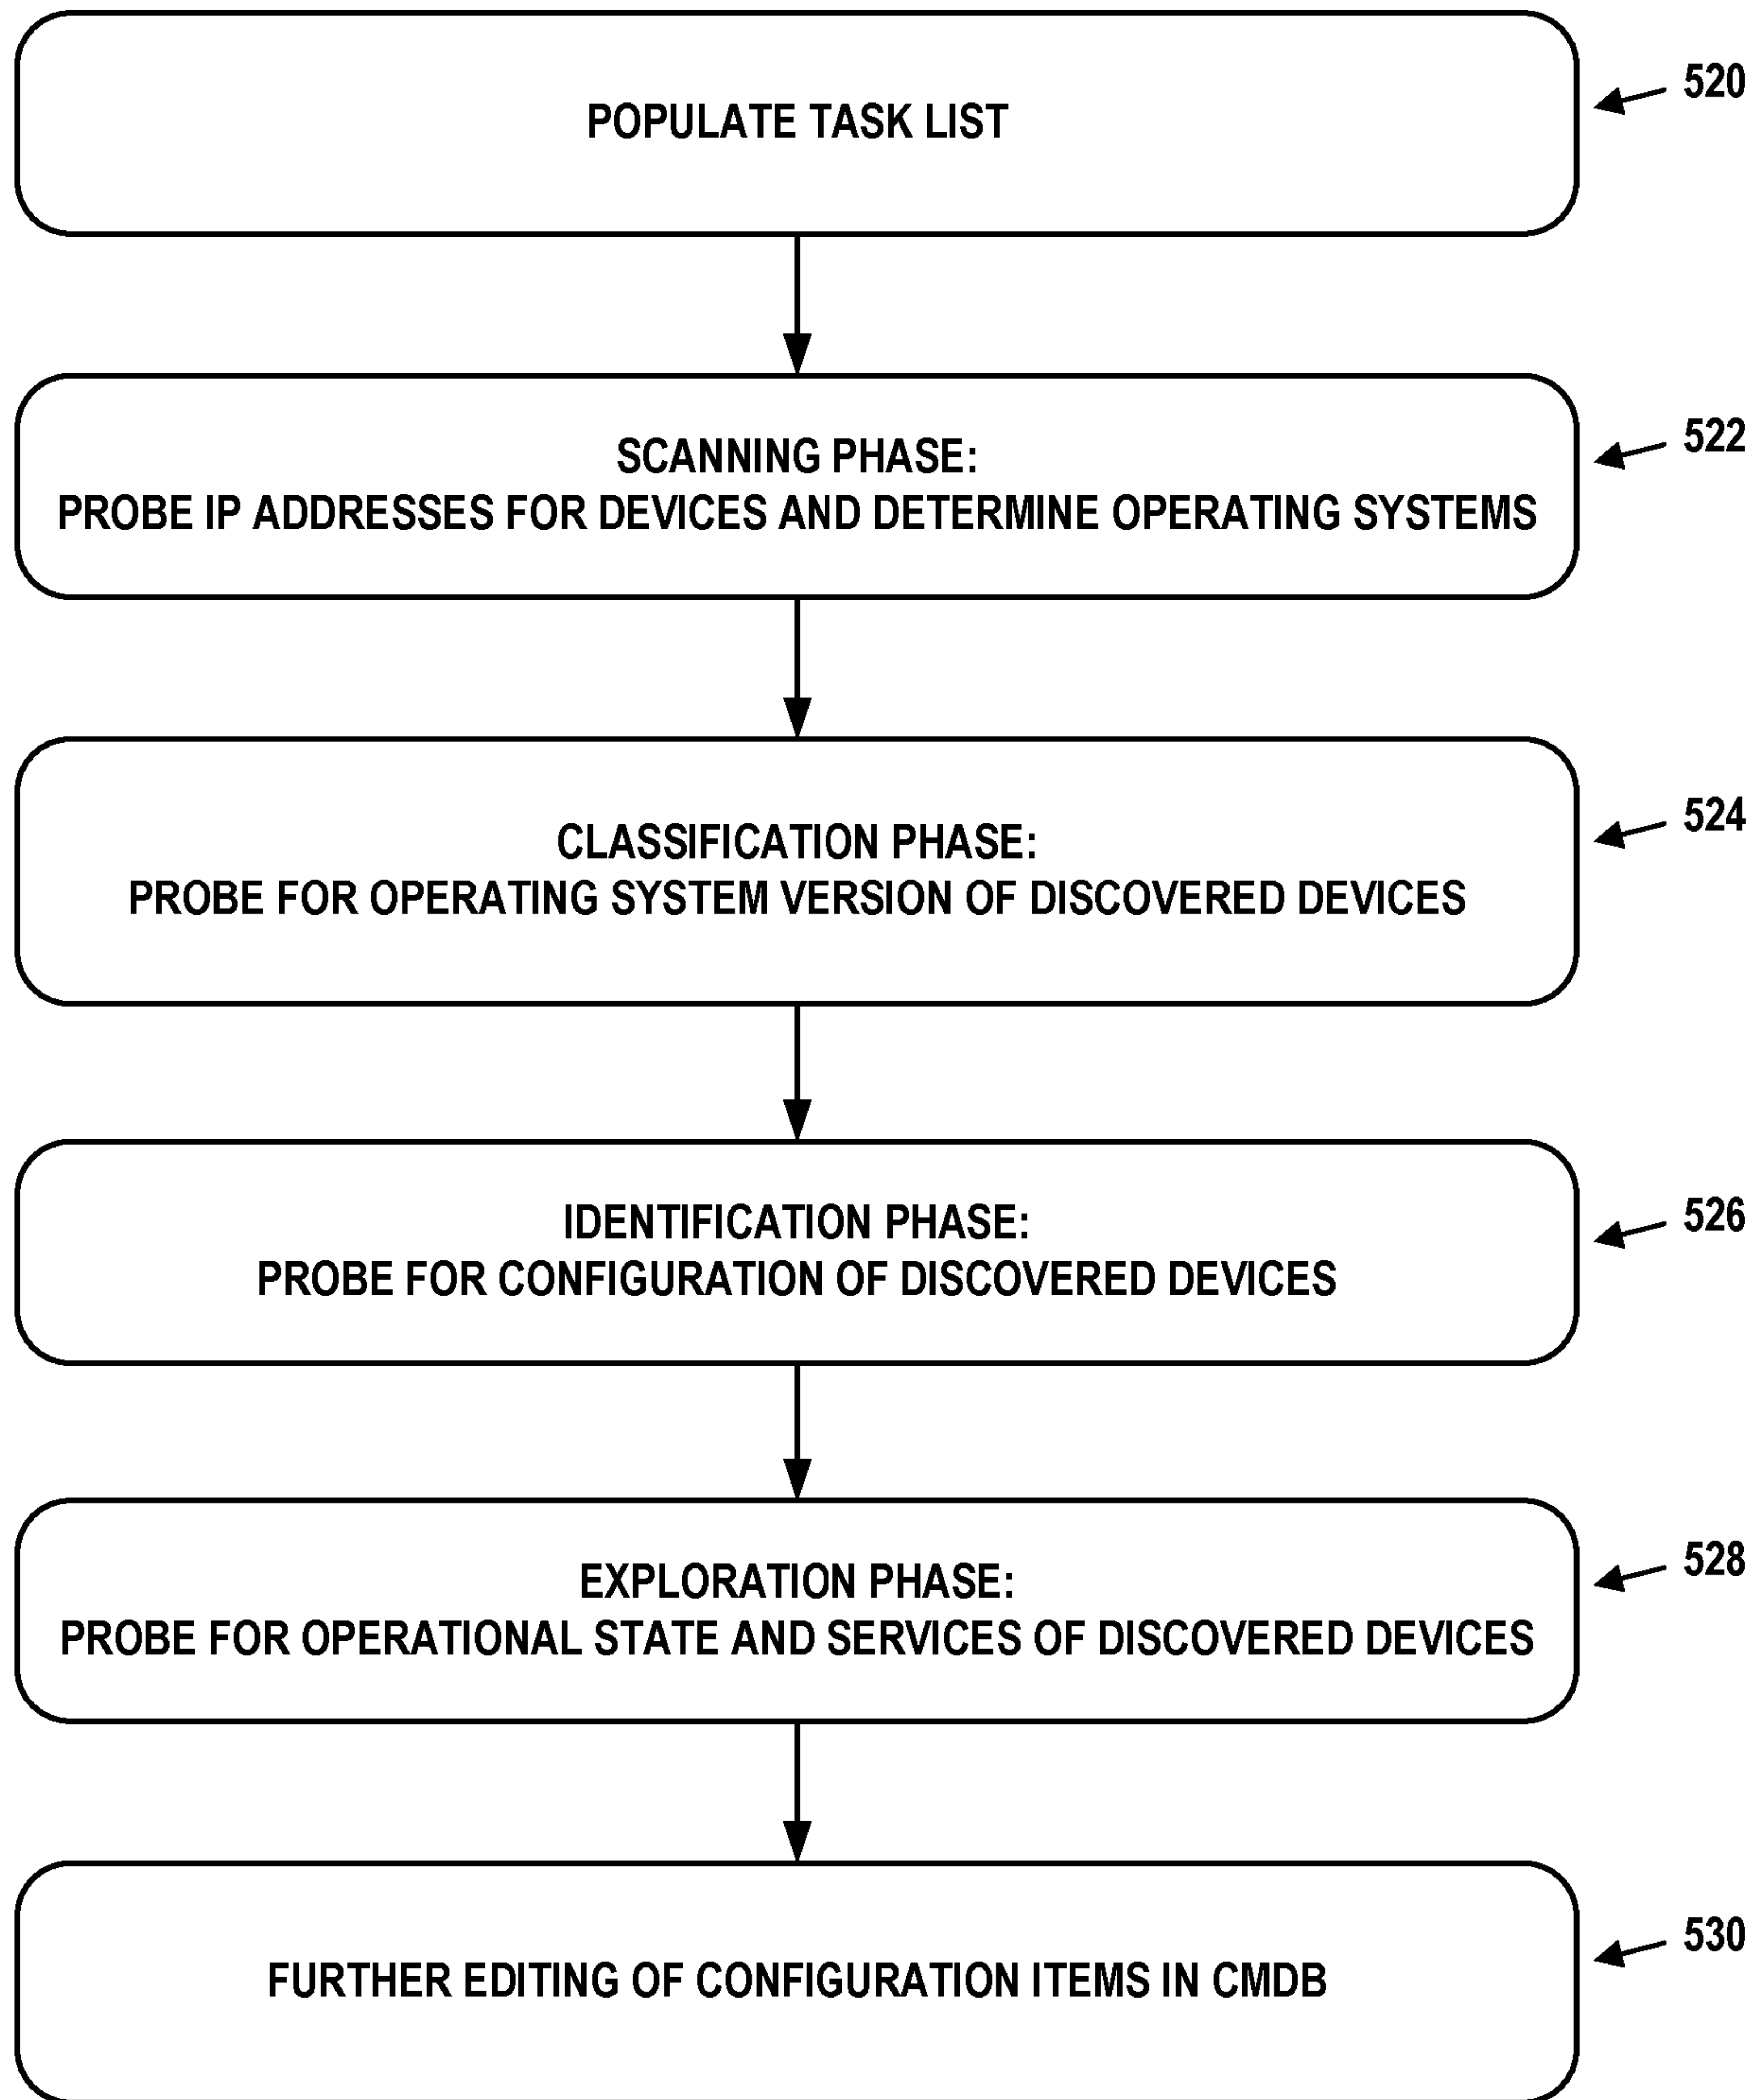 POPULATE TASK LIST
520
SCANNING PHASE:
PROBE IP ADDRESSES FOR DEVICES AND DETERMINE OPERATING SYSTEMS
522
CLASSIFICATION PHASE:
PROBE FOR OPERATING SYSTEM VERSION OF DISCOVERED DEVICES
524
IDENTIFICATION PHASE:
PROBE FOR CONFIGURATION OF DISCOVERED DEVICES
526
EXPLORATION PHASE:
PROBE FOR OPERATIONAL STATE AND SERVICES OF DISCOVERED DEVICES
528
FURTHER EDITING OF CONFIGURATION ITEMS IN CMDB
530